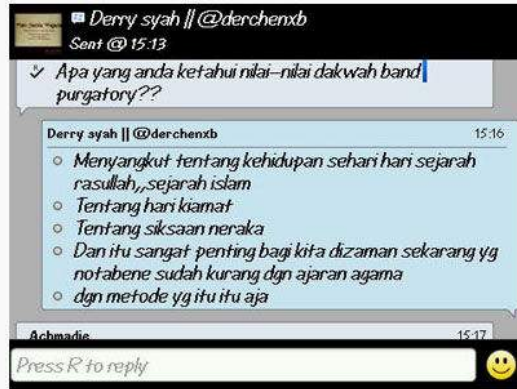 Derry syah || @derchenxb
Sent @ 15:13
Apa yang anda ketahui nilai-nilai dakwah band
purgatory??
Derry syah || @derchenxb 15:16
Menyangkut tentang kehidupan sehari hari sejarah
rasullah,,sejarah islam
Tentang hari kiamat
Tentang siksaan neraka
Dan itu sangat penting bagi kita dizaman sekarang yg
notabene sudah kurang dgn ajaran agama
dgn metode yg itu itu aja
Achmadie 15:17
Press R to reply